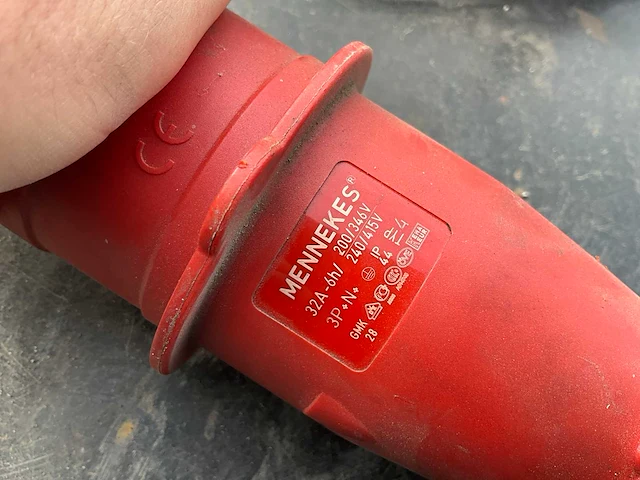 CE
MENNEKES®
32A-6h/ 200/346V
240/415V
3P+N+ IP 44
GMK
28